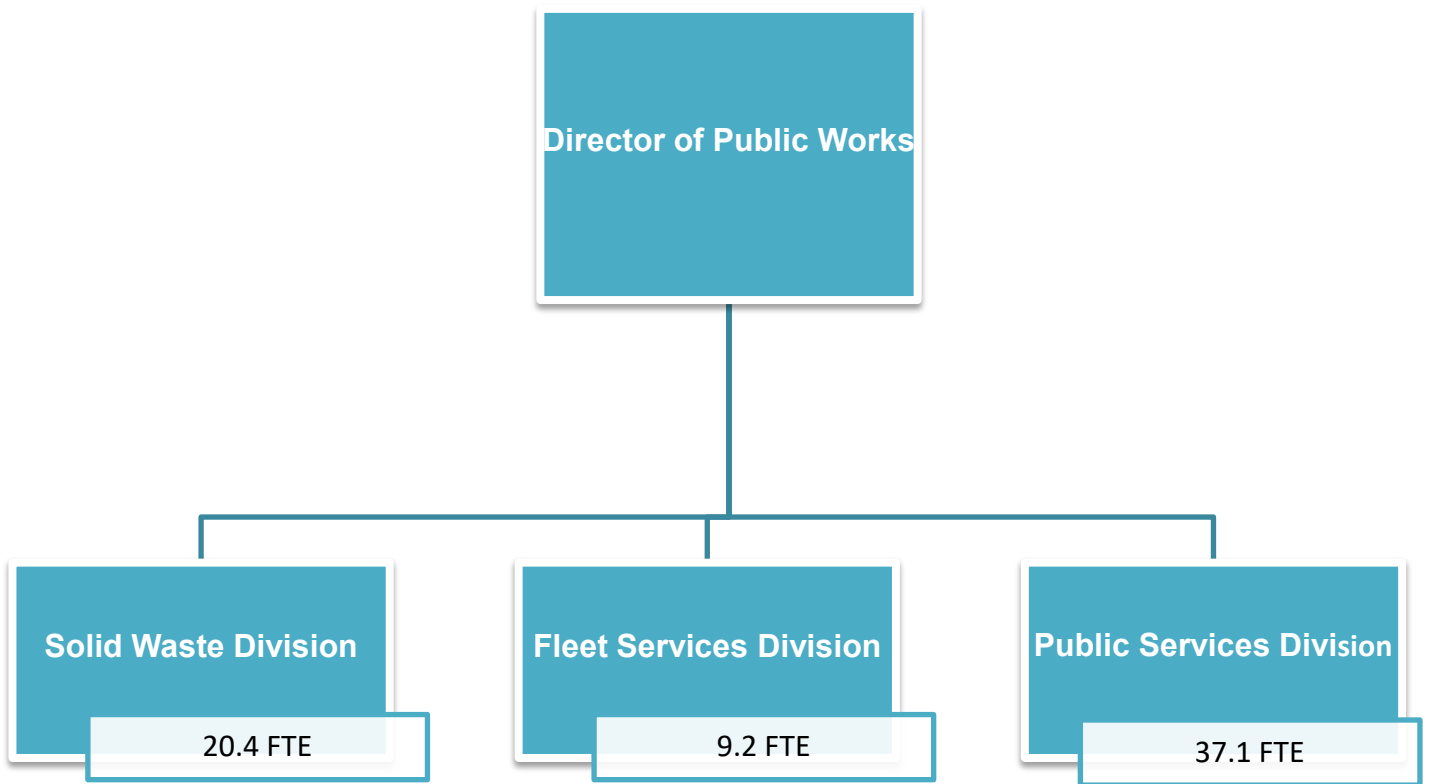 Director of Public Works
Solid Waste Division
20.4 FTE
Fleet Services Division
9.2 FTE
Public Services Division
37.1 FTE